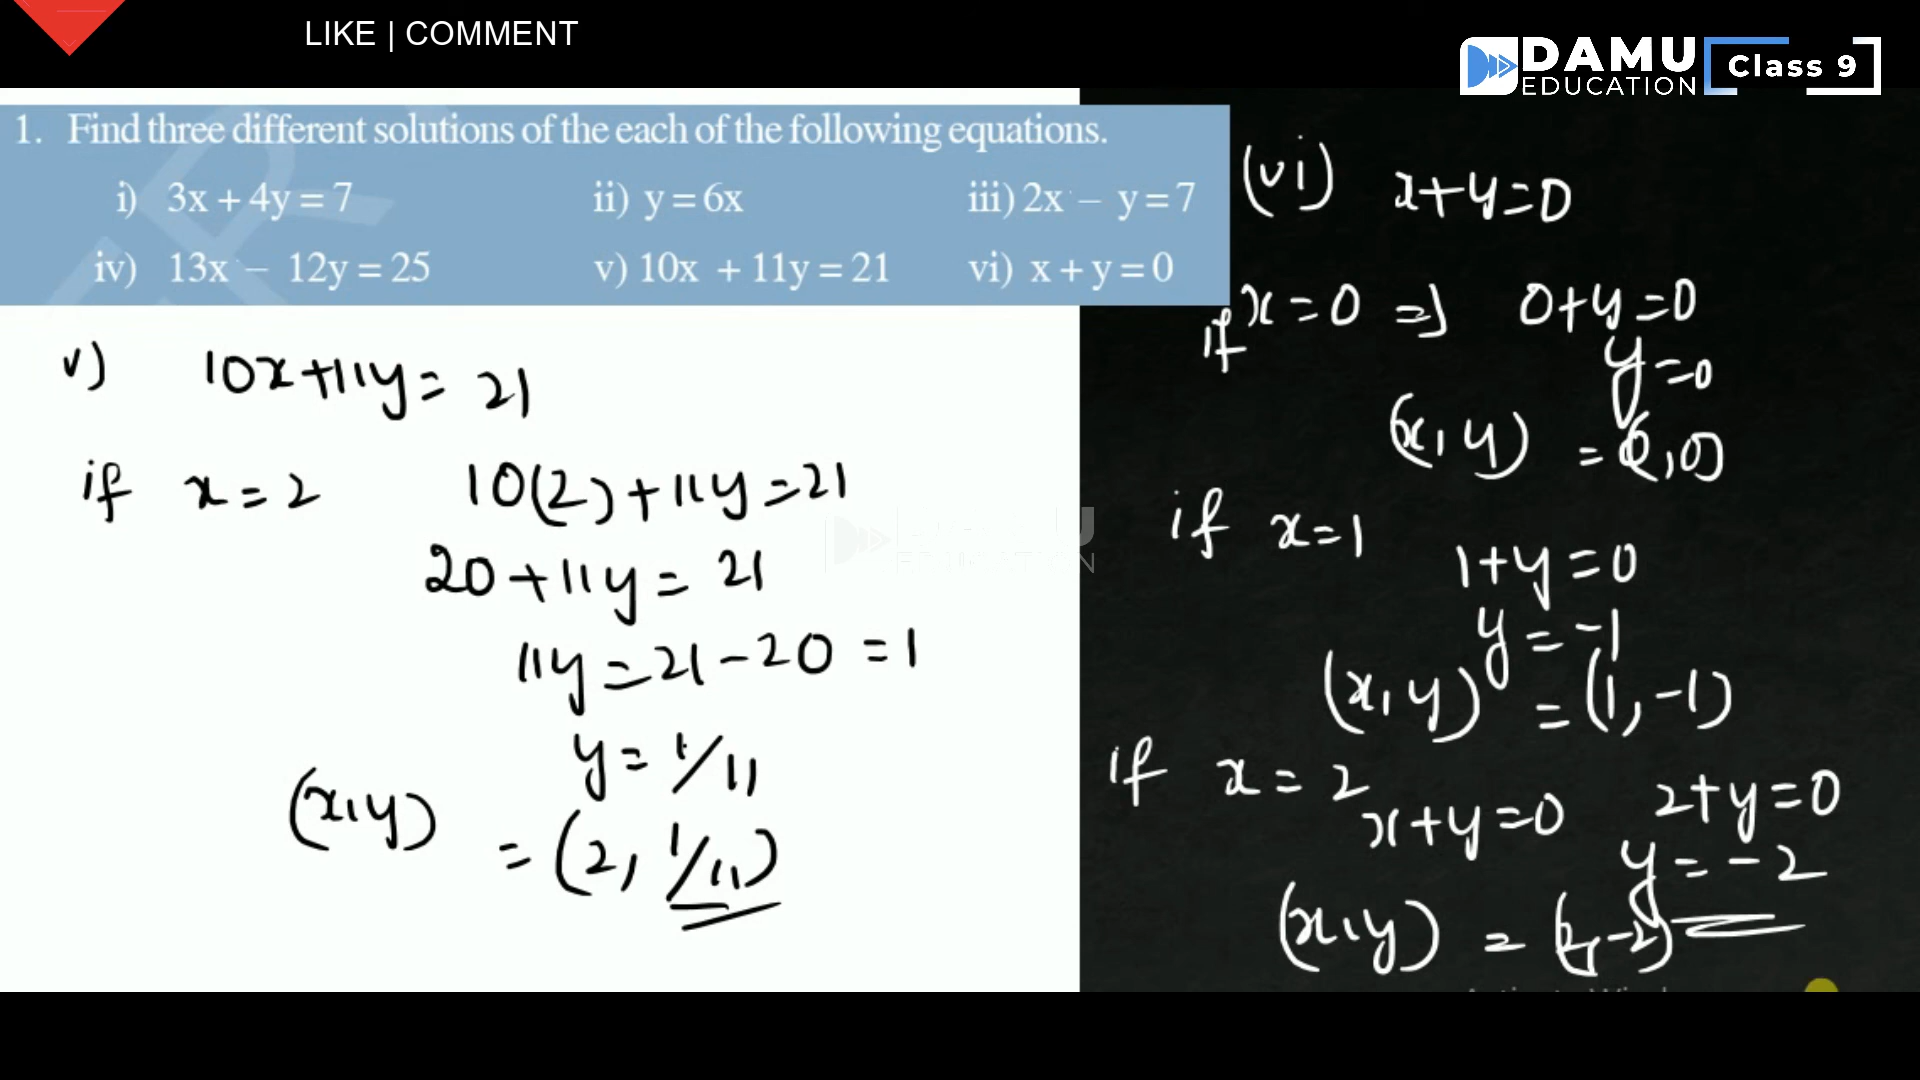 LIKE | COMMENT
DAMU
EDUCATION
Class 9
1. Find three different solutions of the each of the following equations.
i) 3x + 4y = 7 ii) y = 6x iii) 2x – y = 7
iv) 13x – 12y = 25 v) 10x + 11y = 21 vi) x + y = 0
v) 10x+11y = 21
if x = 2 10(2)+11y=21
20+11y = 21
11y = 21-20 = 1
y = 1/11
(x,y)
= (2, 1/11)
(vi) x+y=0
if x = 0 => 0+y=0
y=0
(x,y) = (0,0)
if x=1
1+y=0
y = -1
(x,y) = (1,-1)
if x = 2
x+y=0 2+y=0
y = -2
(x,y) = (2,-2)